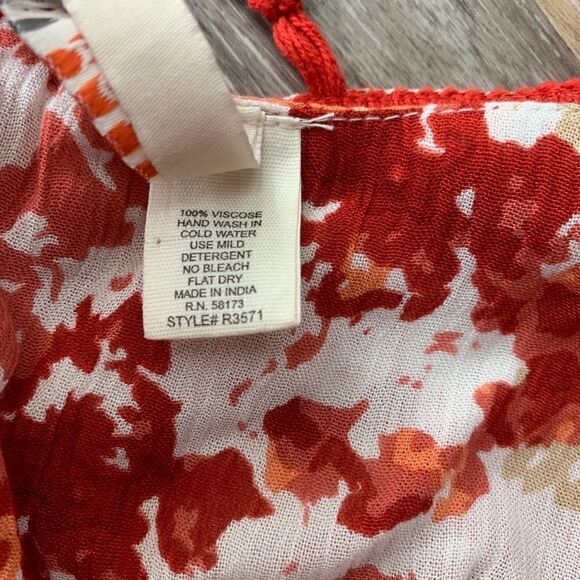 100% VISCOSE
HAND WASH IN
COLD WATER
USE MILD
DETERGENT
NO BLEACH
FLAT DRY
MADE IN INDIA
R.N. 58173
STYLE# R3571